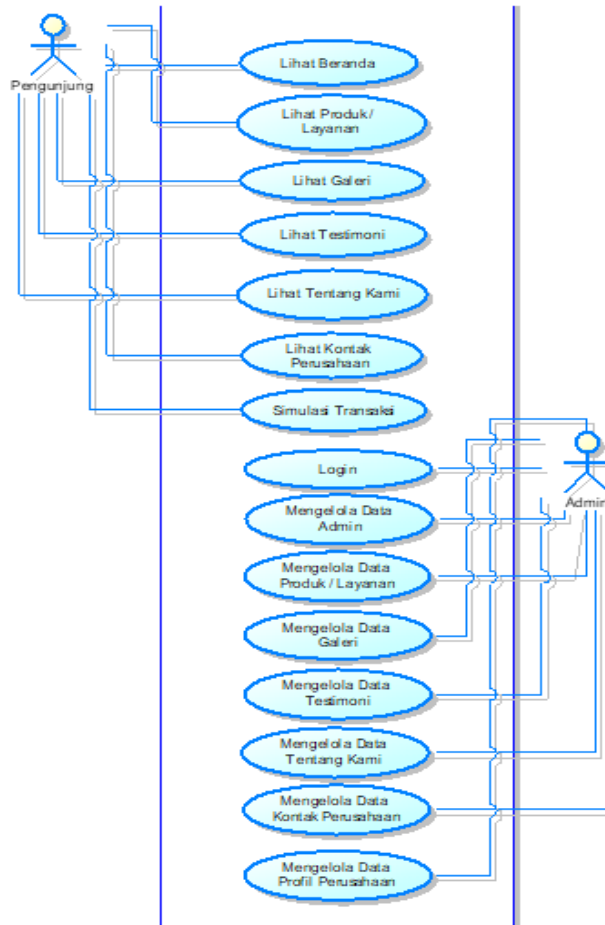 Pengunjung
Lihat Beranda
Lihat Produk/
Layanan
Lihat Galeri
Lihat Testimoni
Lihat Tentang Kami
Lihat Kontak
Perusahaan
Simulasi Transaksi
Login
Admin
Mengelola Data
Admin
Mengelola Data
Produk / Layanan
Mengelola Data
Galeri
Mengelola Data
Testimoni
Mengelola Data
Tentang Kami
Mengelola Data
Kontak Perusahaan
Mengelola Data
Profil Perusahaan